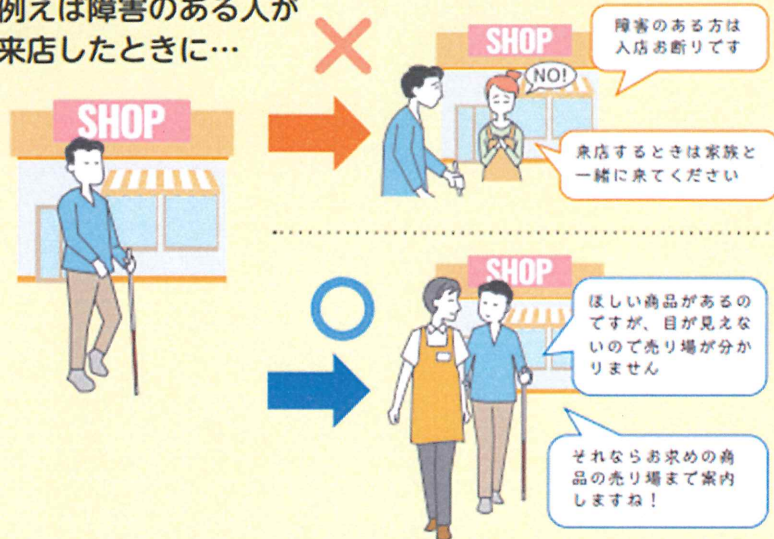 例えば障害のある人が
来店したときに…
SHOP
SHOP
NO!
障害のある方は
入店お断りです
来店するときは家族と
一緒に来てください
SHOP
ほしい商品があるの
ですが、目が見えな
いので売り場が分か
りません
それならお求めの商
品の売り場まで案内
しますね！